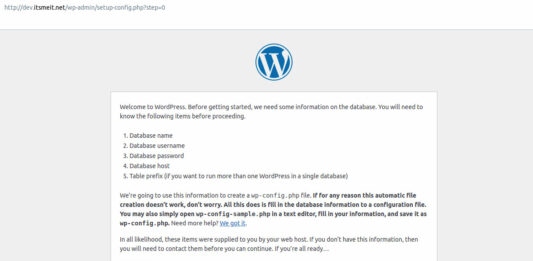 http://dev.itsmeit.net/wp-admin/setup-config.php?step=0
Welcome to WordPress. Before getting started, we need some information on the database. You will need to
know the following items before proceeding.
1. Database name
2. Database username
3. Database password
4. Database host
5. Table prefix (if you want to run more than one WordPress in a single database)
We're going to use this information to create a wp-config.php file. If for any reason this automatic file
creation doesn't work, don't worry. All this does is fill in the database information to a configuration file.
You may also simply open wp-config-sample.php in a text editor, fill in your information, and save it as
wp-config.php. Need more help? We got it.
In all likelihood, these items were supplied to you by your web host. If you don't have this information, then
you will need to contact them before you can continue. If you're all ready…